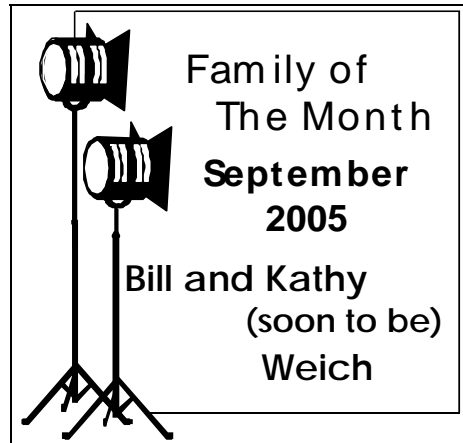 Family of
The Month
September
2005
Bill and Kathy
(soon to be)
Weich